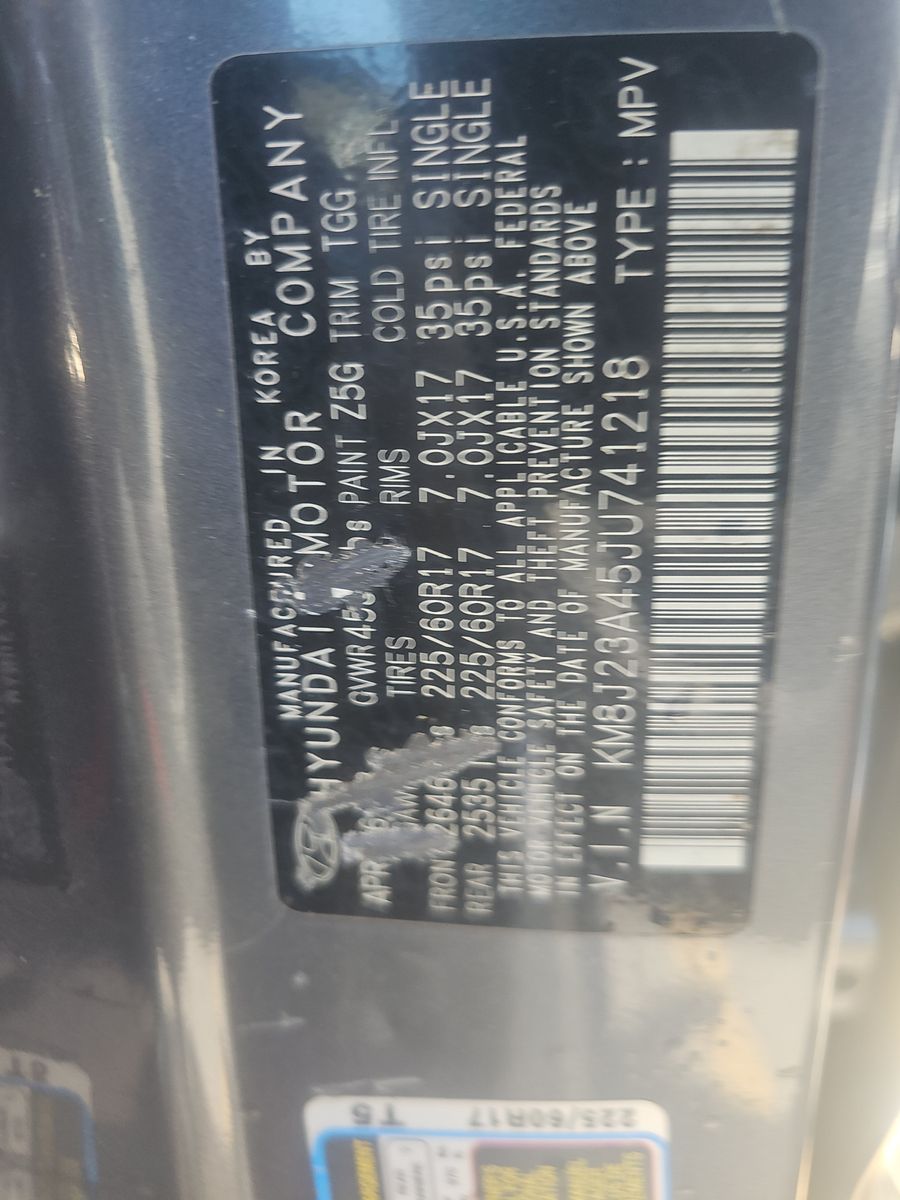 MANUFACTURED IN KOREA BY
HYUNDAI MOTOR COMPANY
APR GVWR PAINT Z5G TRIM TGG
TIRES RIMS COLD TIRE INFL
2646 225/60R17 7.0JX17 35psi SINGLE
REAR 2535 225/60R17 7.0JX17 35psi SINGLE
THIS VEHICLE CONFORMS TO ALL APPLICABLE U.S.A. FEDERAL
MOTOR VEHICLE SAFETY AND THEFT PREVENTION STANDARDS
IN EFFECT ON THE DATE OF MANUFACTURE SHOWN ABOVE
V.I.N KM8J23A45JU741218 TYPE : MPV
225/60R17